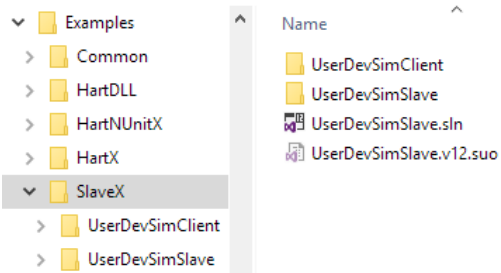 Examples
Common
HartDLL
HartNUnitX
HartX
SlaveX
UserDevSimClient
UserDevSimSlave
Name
UserDevSimClient
UserDevSimSlave
UserDevSimSlave.sln
UserDevSimSlave.v12.suo